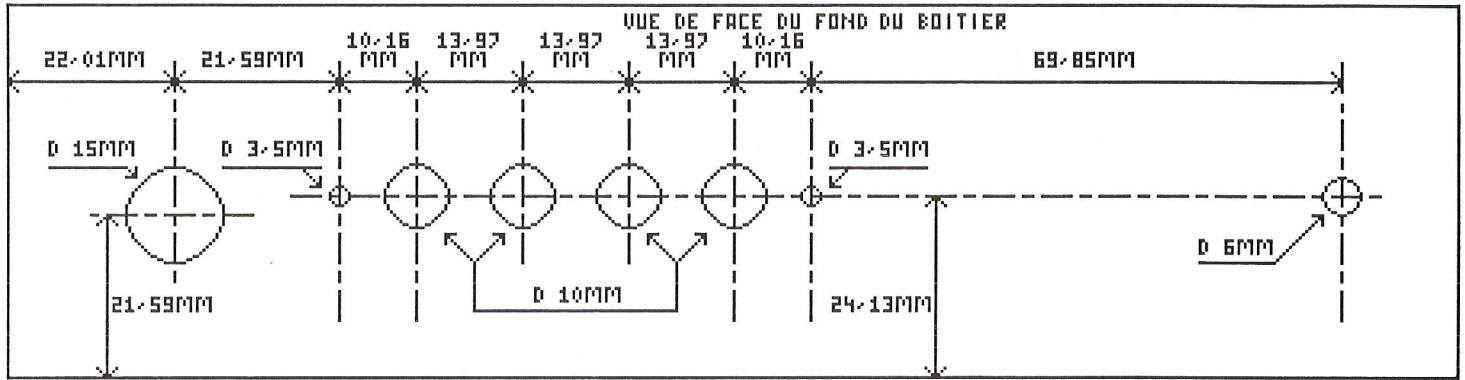 VUE DE FACE DU FOND DU BOITIER
22,01MM
21,59MM
10,16
MM
13,97
MM
13,97
MM
13,97
MM
10,16
MM
69,85MM
D 15MM
D 3,5MM
D 3,5MM
D 6MM
D 10MM
21,59MM
24,13MM